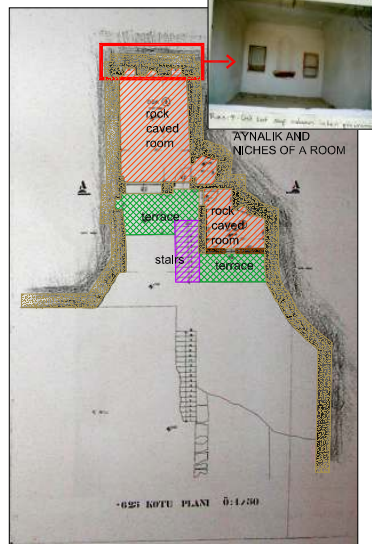 AYNALIK AND
NICHES OF A ROOM
rock
caved
room
terrace
rock
caved
room
stairs
terrace
A
A
+625 KOTU PLANI Ö:1/50